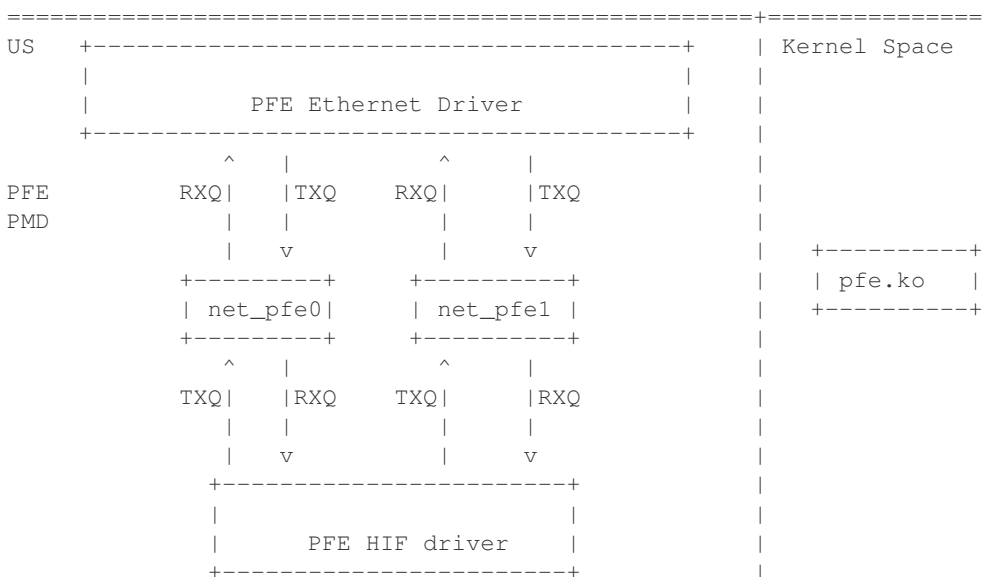 US Kernel Space
PFE Ethernet Driver
PFE RXQ TXQ RXQ TXQ
PMD
pfe.ko
net_pfe0 net_pfe1
TXQ RXQ TXQ RXQ
PFE HIF driver